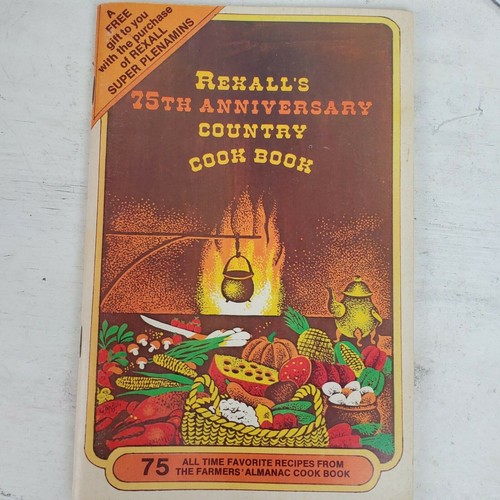 A
FREE
gift to you
with the purchase
of REXALL
SUPER PLENAMINS
REXALL'S
75TH ANNIVERSARY
COUNTRY
COOK BOOK
75 ALL TIME FAVORITE RECIPES FROM
THE FARMERS' ALMANAC COOK BOOK